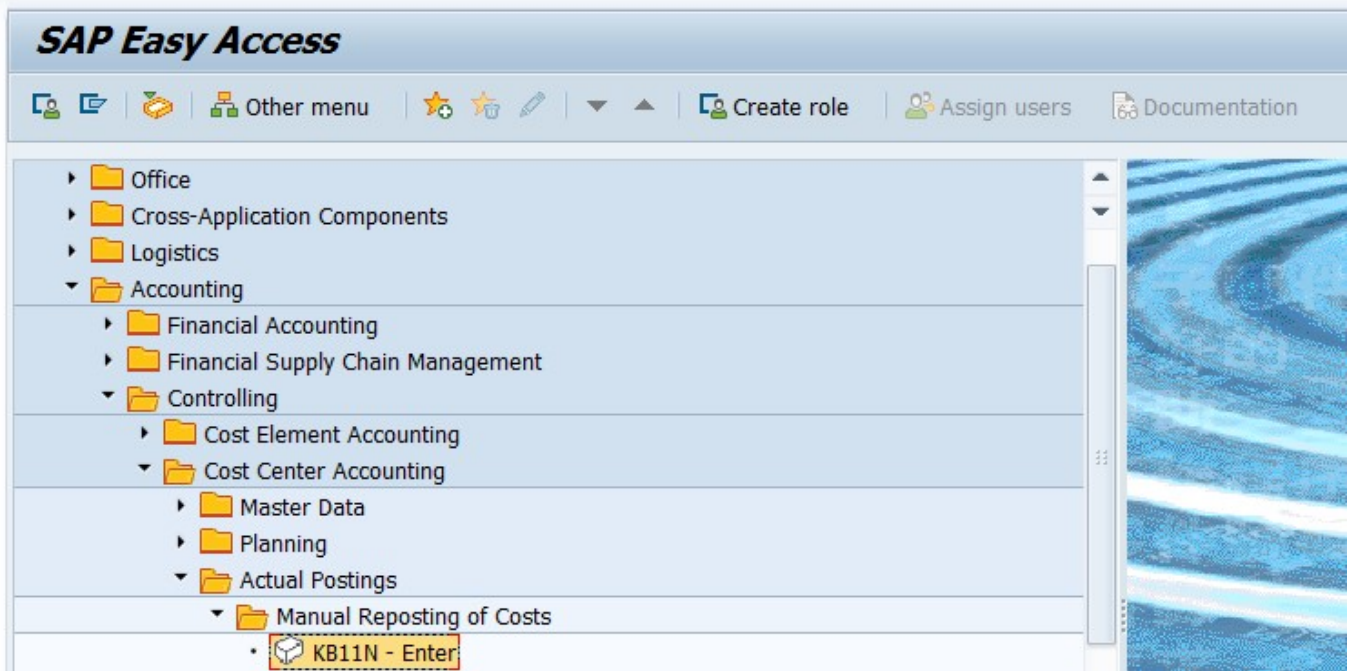 SAP Easy Access
Other menu Create role Assign users Documentation
Office
Cross-Application Components
Logistics
Accounting
Financial Accounting
Financial Supply Chain Management
Controlling
Cost Element Accounting
Cost Center Accounting
Master Data
Planning
Actual Postings
Manual Reposting of Costs
KB11N - Enter